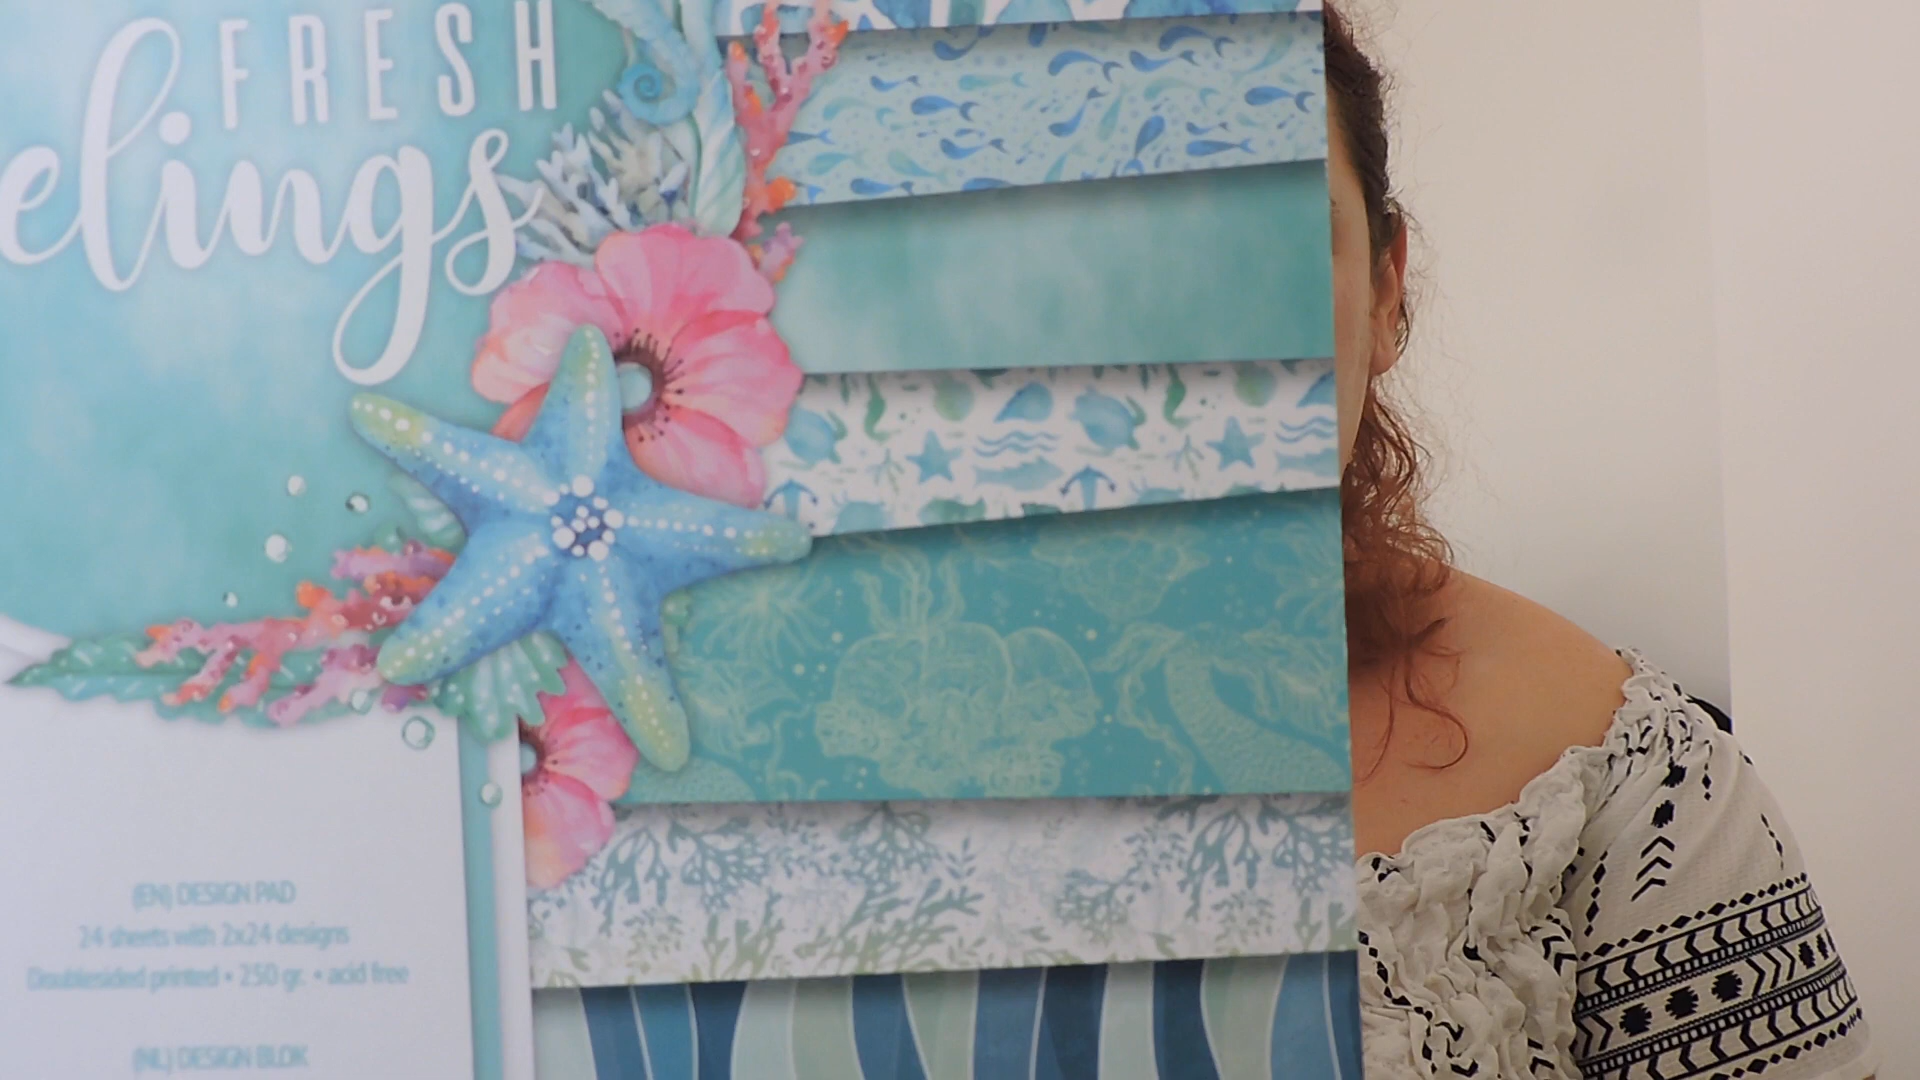 FRESH
elings
(EN) DESIGN PAD
24 sheets with 2x24 designs
Doublesided printed • 250 gr. • acid free
(NL) DESIGN BLOK